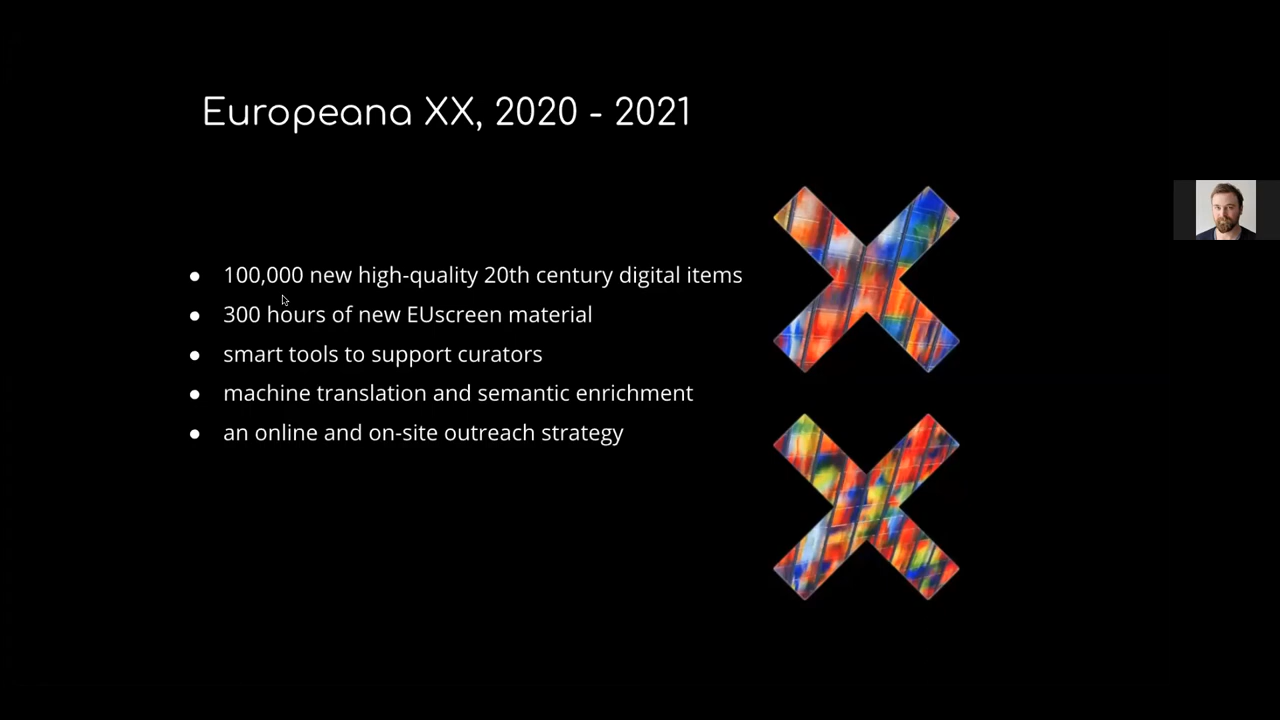 Europeana XX, 2020 - 2021
● 100,000 new high-quality 20th century digital items
● 300 hours of new EUscreen material
● smart tools to support curators
● machine translation and semantic enrichment
● an online and on-site outreach strategy